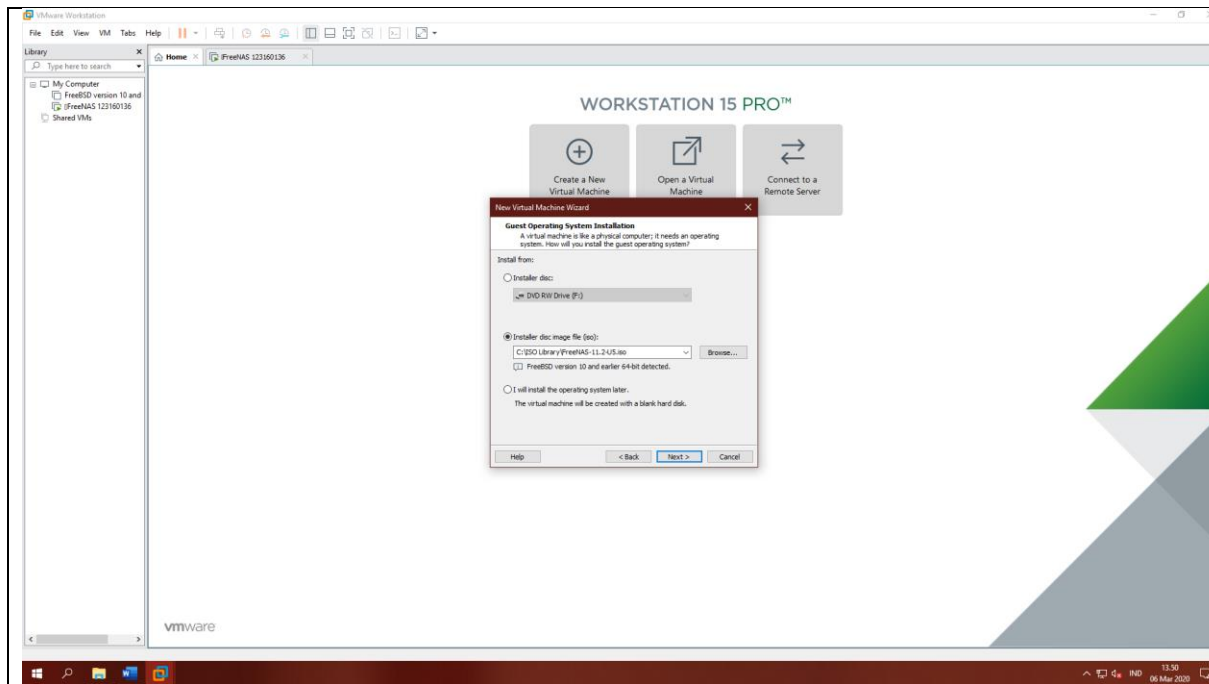 VMware Workstation
File Edit View VM Tabs Help
Library
Home
FreeNAS 123160136
Type here to search
My Computer
FreeBSD version 10 and
FreeNAS 123160136
Shared VMs
WORKSTATION 15 PRO™
Create a New
Virtual Machine
Open a Virtual
Machine
Connect to a
Remote Server
New Virtual Machine Wizard
Guest Operating System Installation
A virtual machine is like a physical computer; it needs an operating
system. How will you install the guest operating system?
Install from:
Installer disc:
DVD RW Drive (F:)
Installer disc image file (iso):
C:\ISO Library\FreeNAS-11.2-U5.iso
Browse...
FreeBSD version 10 and earlier 64-bit detected.
I will install the operating system later.
The virtual machine will be created with a blank hard disk.
Help
< Back
Next >
Cancel
vmware
IND
13.50
06 Mar 2020